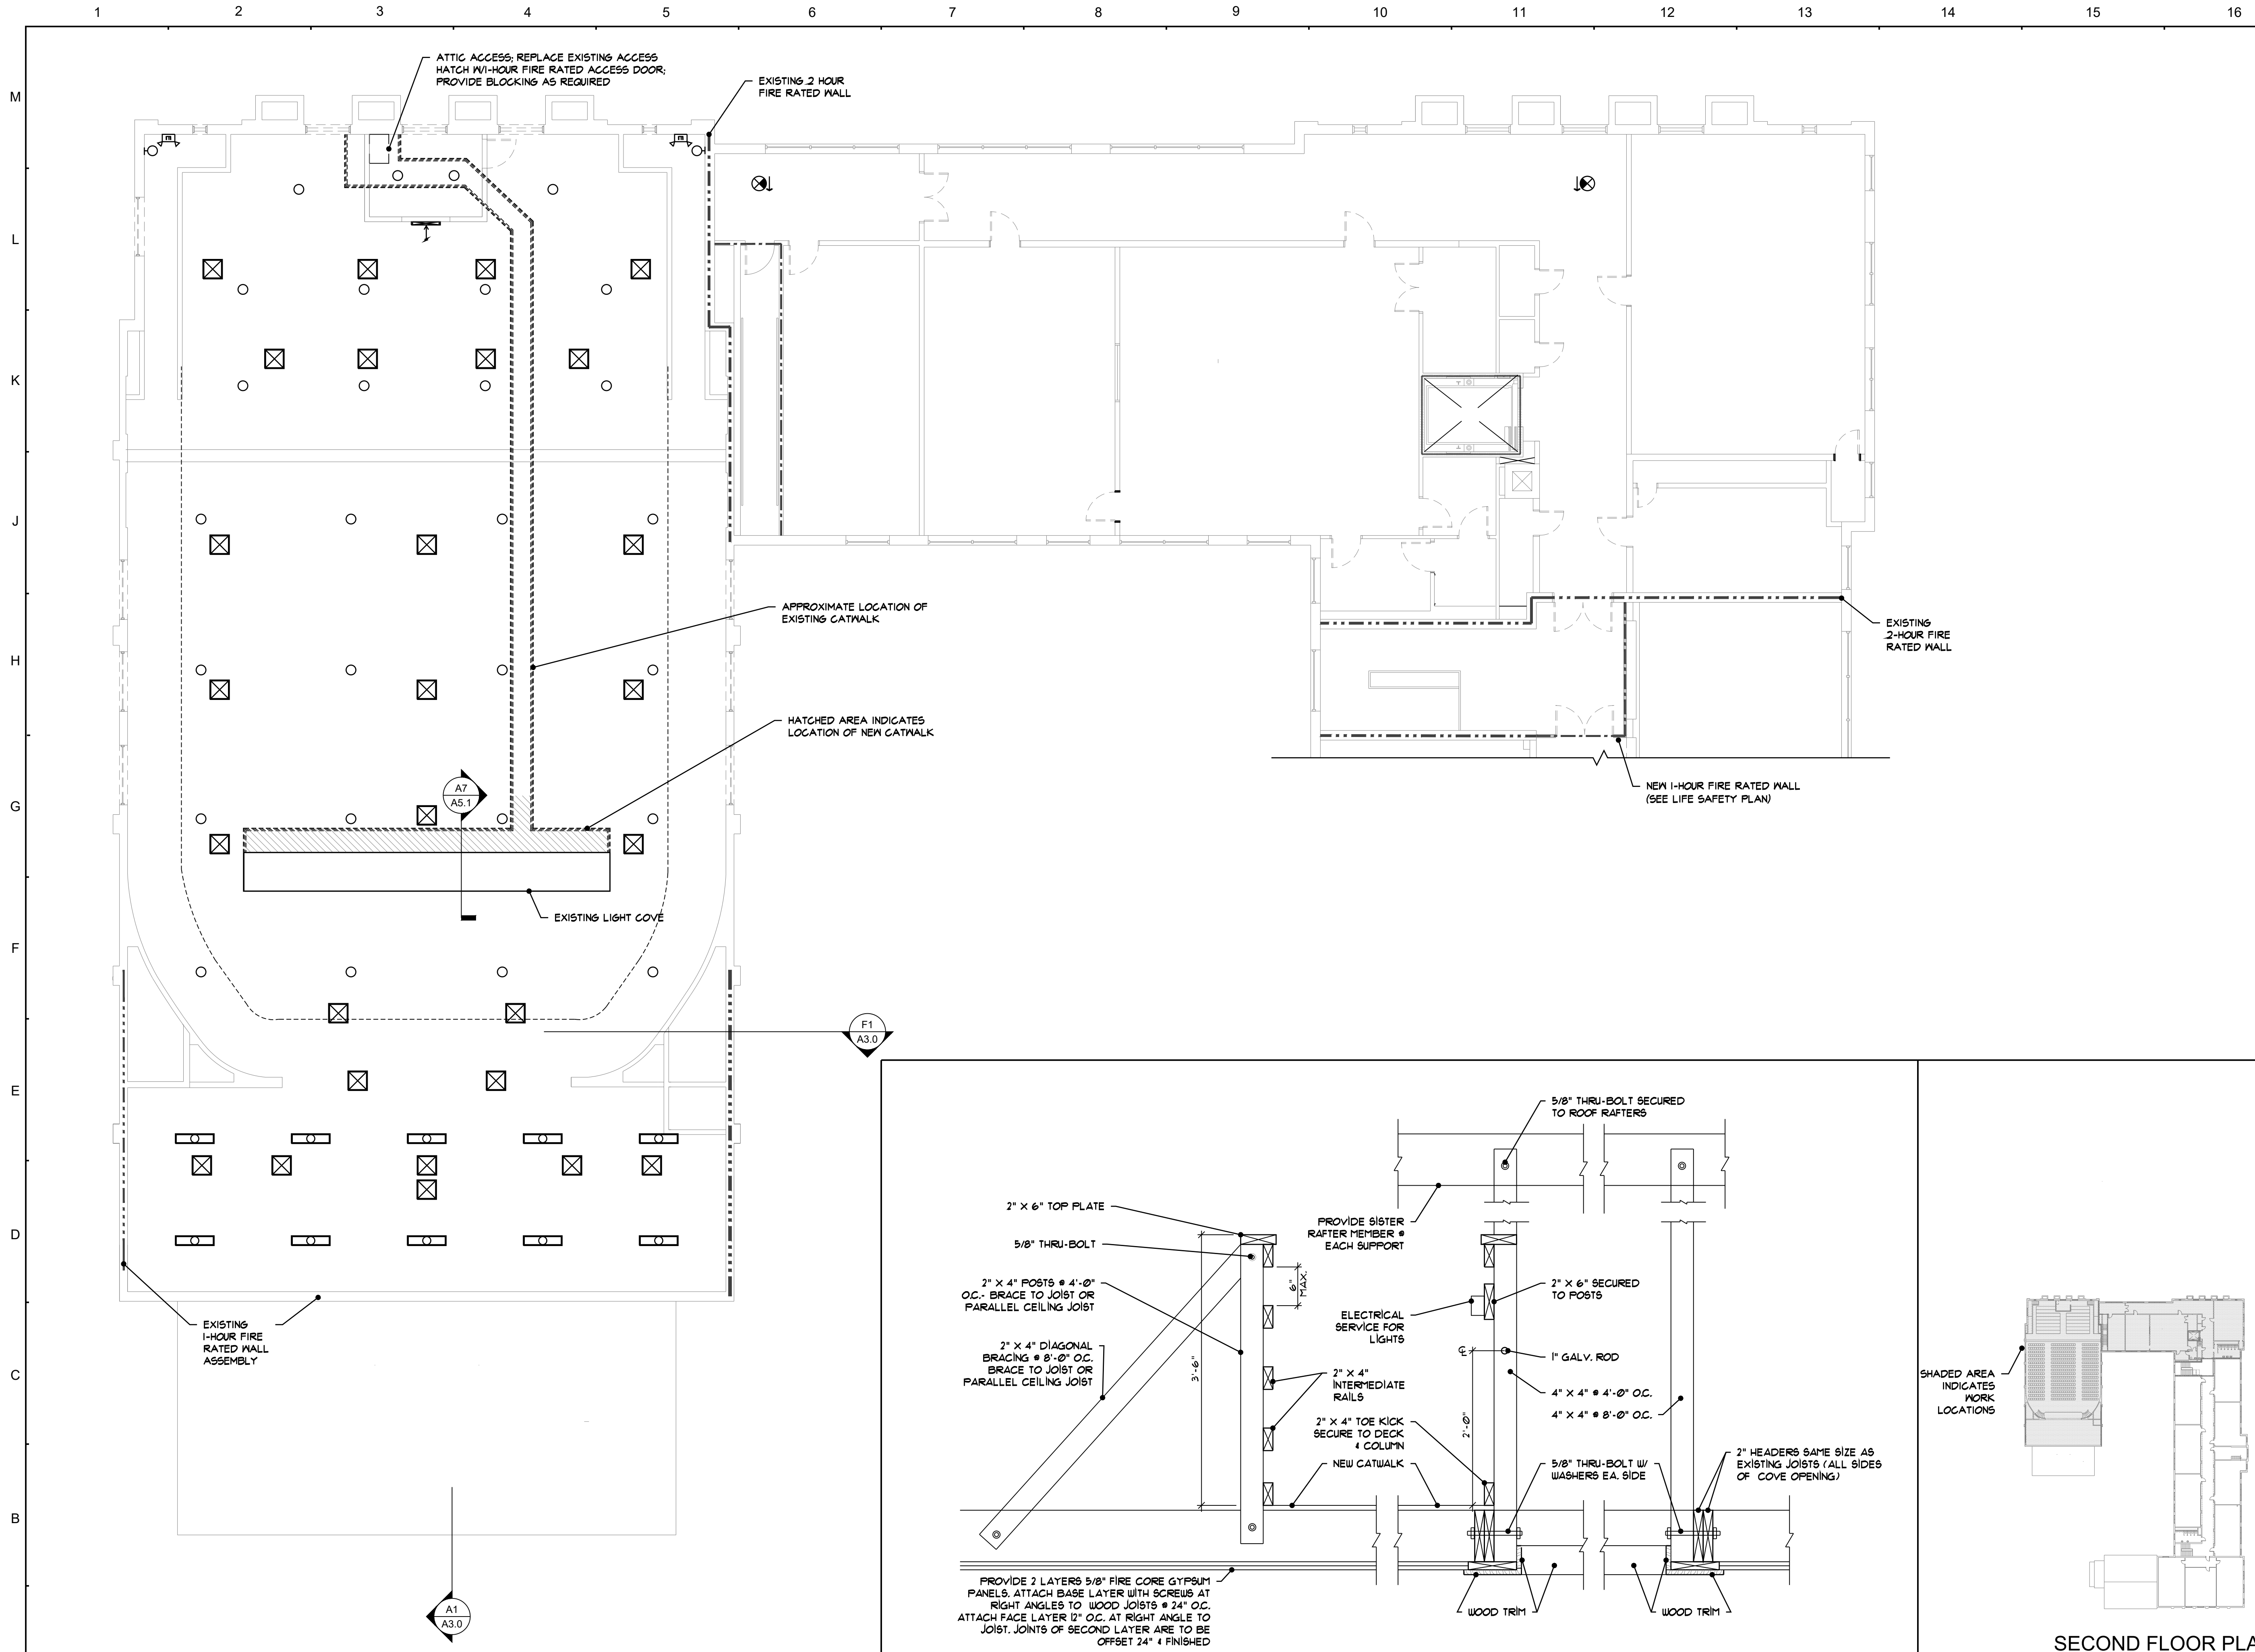 1 2 3 4 5 6 7 8 9 10 11 12 13 14 15 16
M
L
K
J
H
G
F
E
D
C
B
ATTIC ACCESS; REPLACE EXISTING ACCESS
HATCH W/1-HOUR FIRE RATED ACCESS DOOR;
PROVIDE BLOCKING AS REQUIRED
EXISTING 2 HOUR
FIRE RATED WALL
APPROXIMATE LOCATION OF
EXISTING CATWALK
HATCHED AREA INDICATES
LOCATION OF NEW CATWALK
A7
A5.1
EXISTING LIGHT COVE
EXISTING
2-HOUR FIRE
RATED WALL
NEW 1-HOUR FIRE RATED WALL
(SEE LIFE SAFETY PLAN)
F1
A3.0
EXISTING
1-HOUR FIRE
RATED WALL
ASSEMBLY
A1
A3.0
5/8" THRU-BOLT SECURED
TO ROOF RAFTERS
2" X 6" TOP PLATE
5/8" THRU-BOLT
2" X 4" POSTS @ 4'-0"
O.C.- BRACE TO JOIST OR
PARALLEL CEILING JOIST
2" X 4" DIAGONAL
BRACING @ 8'-0" O.C.
BRACE TO JOIST OR
PARALLEL CEILING JOIST
3'-6"
6"
MAX.
PROVIDE SISTER
RAFTER MEMBER @
EACH SUPPORT
ELECTRICAL
SERVICE FOR
LIGHTS
2" X 4"
INTERMEDIATE
RAILS
2" X 4" TOE KICK
SECURE TO DECK
& COLUMN
NEW CATWALK
2'-0"
2" X 6" SECURED
TO POSTS
1" GALV. ROD
4" X 4" @ 4'-0" O.C.
4" X 4" @ 8'-0" O.C.
5/8" THRU-BOLT W/
WASHERS EA. SIDE
2" HEADERS SAME SIZE AS
EXISTING JOISTS (ALL SIDES
OF COVE OPENING)
PROVIDE 2 LAYERS 5/8" FIRE CORE GYPSUM
PANELS. ATTACH BASE LAYER WITH SCREWS AT
RIGHT ANGLES TO WOOD JOISTS @ 24" O.C.
ATTACH FACE LAYER 12" O.C. AT RIGHT ANGLE TO
JOIST. JOINTS OF SECOND LAYER ARE TO BE
OFFSET 24" & FINISHED
WOOD TRIM
WOOD TRIM
SHADED AREA
INDICATES
WORK
LOCATIONS
SECOND FLOOR PLA